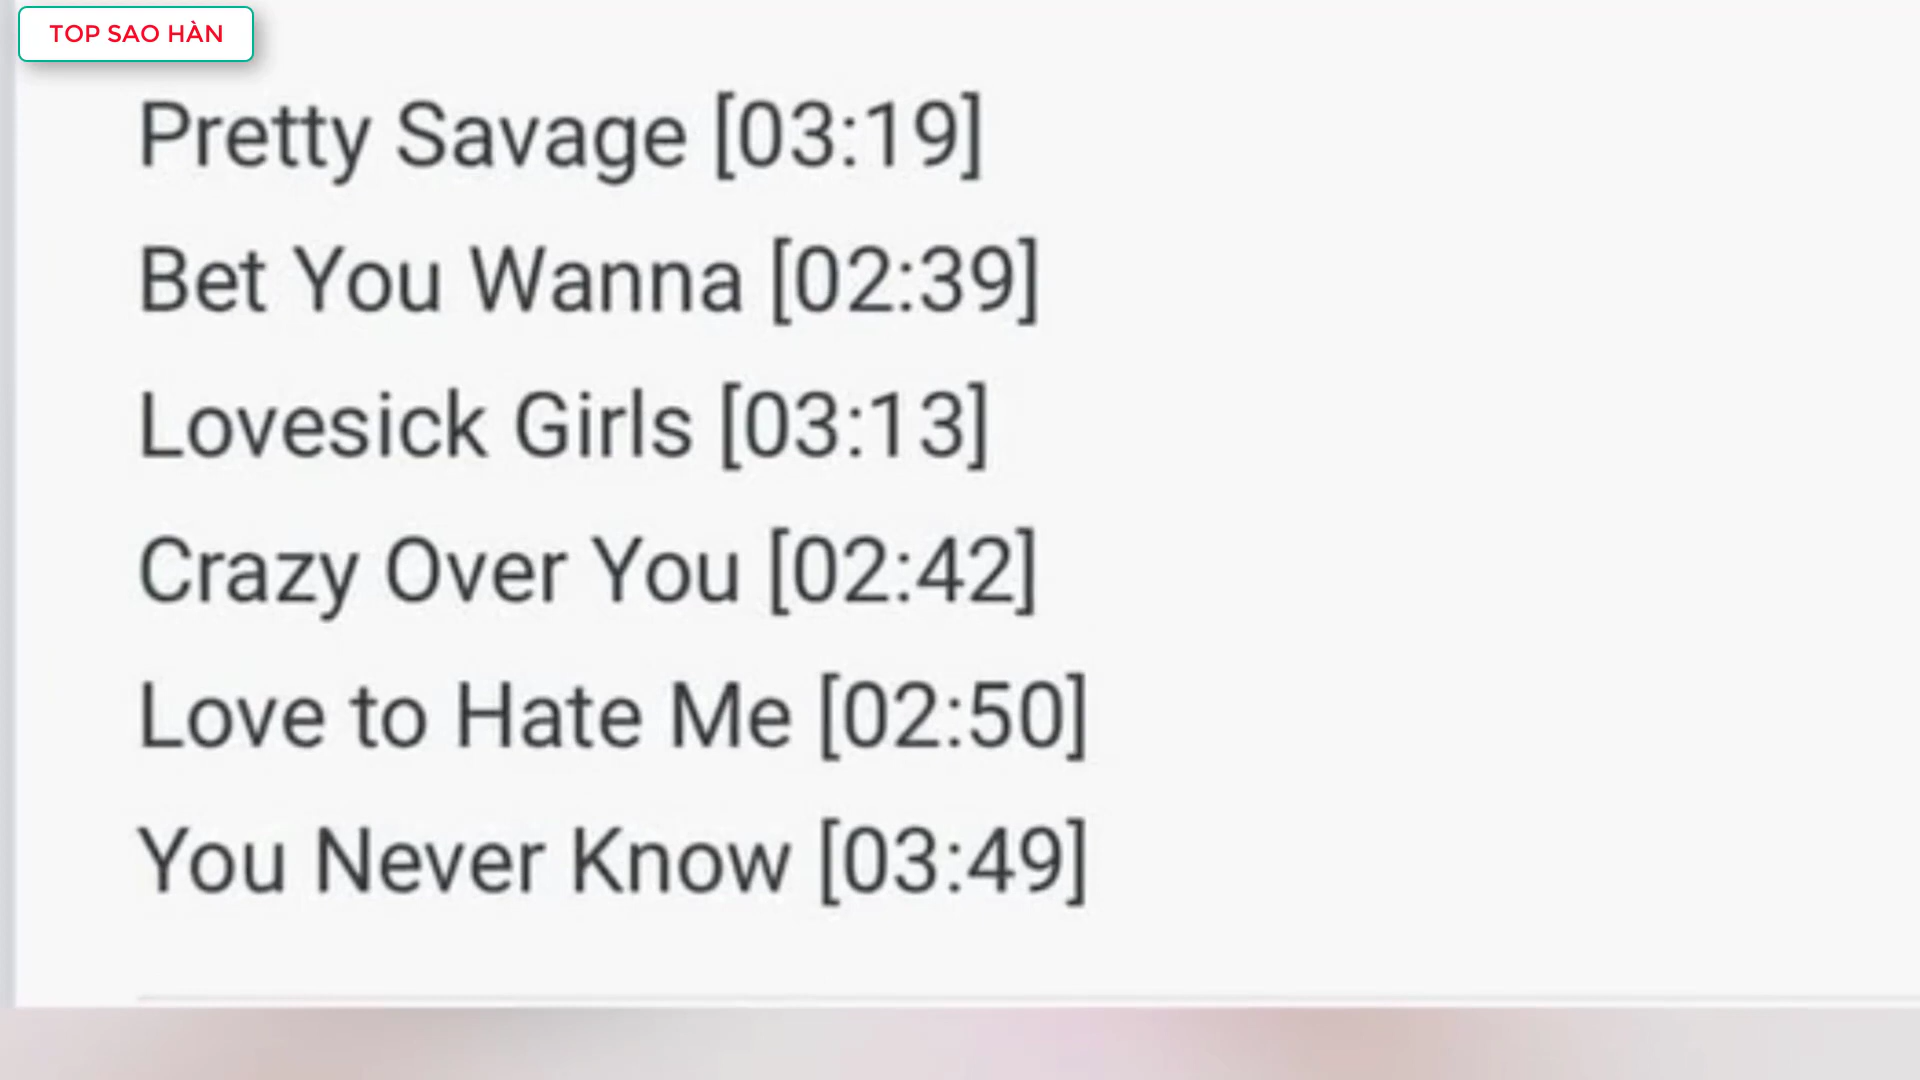 TOP SAO HÀN
Pretty Savage [03:19]
Bet You Wanna [02:39]
Lovesick Girls [03:13]
Crazy Over You [02:42]
Love to Hate Me [02:50]
You Never Know [03:49]